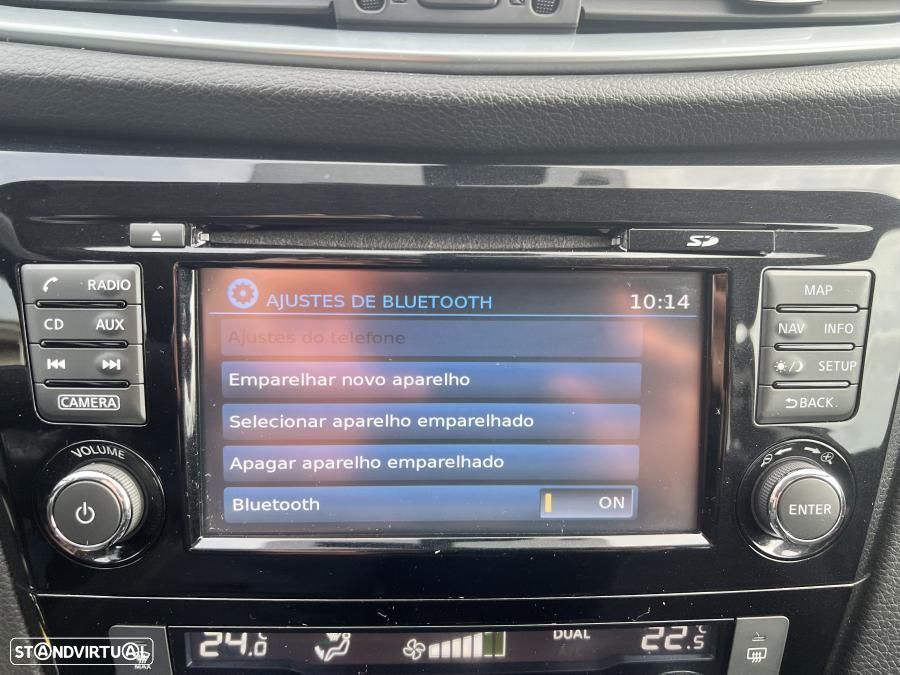 SD
RADIO
CD AUX
CAMERA
VOLUME
AJUSTES DE BLUETOOTH 10:14
Ajustes do telefone
Emparelhar novo aparelho
Selecionar aparelho emparelhado
Apagar aparelho emparelhado
Bluetooth ON
MAP
NAV INFO
SETUP
BACK
ENTER
24.0°C DUAL 22.5°C
MAX
STANDVIRTUAL